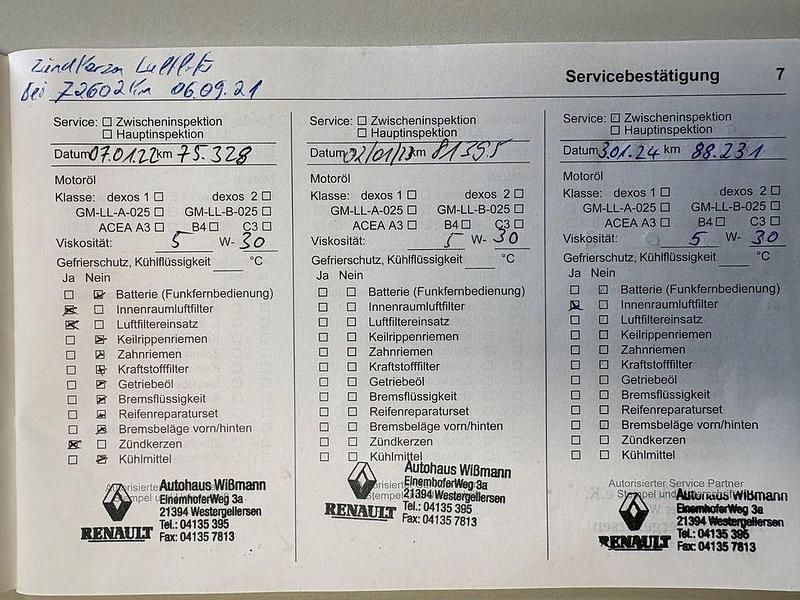 Zündkerzen Luftfilter
Bei 72602 Km 06.09.21
Servicebestätigung 7
Service: Zwischeninspektion
Hauptinspektion
Datum 07.01.22 km 75.328
Motoröl
Klasse: dexos 1 dexos 2
GM-LL-A-025 GM-LL-B-025
ACEA A3 B4 C3
Viskosität: 5 W- 30
Gefrierschutz, Kühlflüssigkeit °C
Ja Nein
Batterie (Funkfernbedienung)
Innenraumluftfilter
Luftfiltereinsatz
Keilrippenriemen
Zahnriemen
Kraftstofffilter
Getriebeöl
Bremsflüssigkeit
Reifenreparaturset
Bremsbeläge vorn/hinten
Zündkerzen
Kühlmittel
Autohaus Wißmann
Einemhofer Weg 3a
21394 Westergellersen
Tel.: 04135 395
Fax: 04135 7813
RENAULT
Service: Zwischeninspektion
Hauptinspektion
Datum 02/01/23 km 81395
Motoröl
Klasse: dexos 1 dexos 2
GM-LL-A-025 GM-LL-B-025
ACEA A3 B4 C3
Viskosität: 5 W- 30
Gefrierschutz, Kühlflüssigkeit °C
Ja Nein
Batterie (Funkfernbedienung)
Innenraumluftfilter
Luftfiltereinsatz
Keilrippenriemen
Zahnriemen
Kraftstofffilter
Getriebeöl
Bremsflüssigkeit
Reifenreparaturset
Bremsbeläge vorn/hinten
Zündkerzen
Kühlmittel
Autohaus Wißmann
Einemhofer Weg 3a
21394 Westergellersen
Tel.: 04135 395
Fax: 04135 7813
RENAULT
Service: Zwischeninspektion
Hauptinspektion
Datum 3.01.24 km 88.231
Motoröl
Klasse: dexos 1 dexos 2
GM-LL-A-025 GM-LL-B-025
ACEA A3 B4 C3
Viskosität: 5 W- 30
Gefrierschutz, Kühlflüssigkeit °C
Ja Nein
Batterie (Funkfernbedienung)
Innenraumluftfilter
Luftfiltereinsatz
Keilrippenriemen
Zahnriemen
Kraftstofffilter
Getriebeöl
Bremsflüssigkeit
Reifenreparaturset
Bremsbeläge vorn/hinten
Zündkerzen
Kühlmittel
Autorisierter Service Partner
Stempel und
Autohaus Wißmann
Einemhofer Weg 3a
21394 Westergellersen
Tel.: 04135 395
Fax: 04135 7813
RENAULT